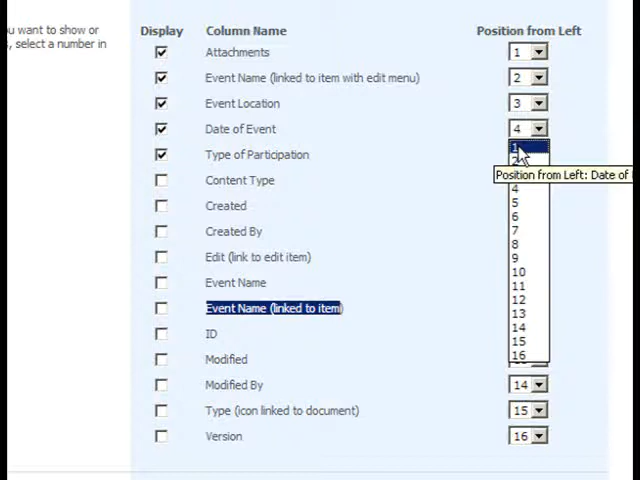 ou want to show or
s, select a number in
Display Column Name Position from Left
Attachments 1
Event Name (linked to item with edit menu) 2
Event Location 3
Date of Event 4
1
Type of Participation
2
Position from Left: Date of
Content Type
4
5
Created
6
7
Created By
8
Edit (link to edit item)
9
10
Event Name
11
12
Event Name (linked to item)
13
14
ID
15
16
Modified
Modified By 14
Type (icon linked to document) 15
Version 16